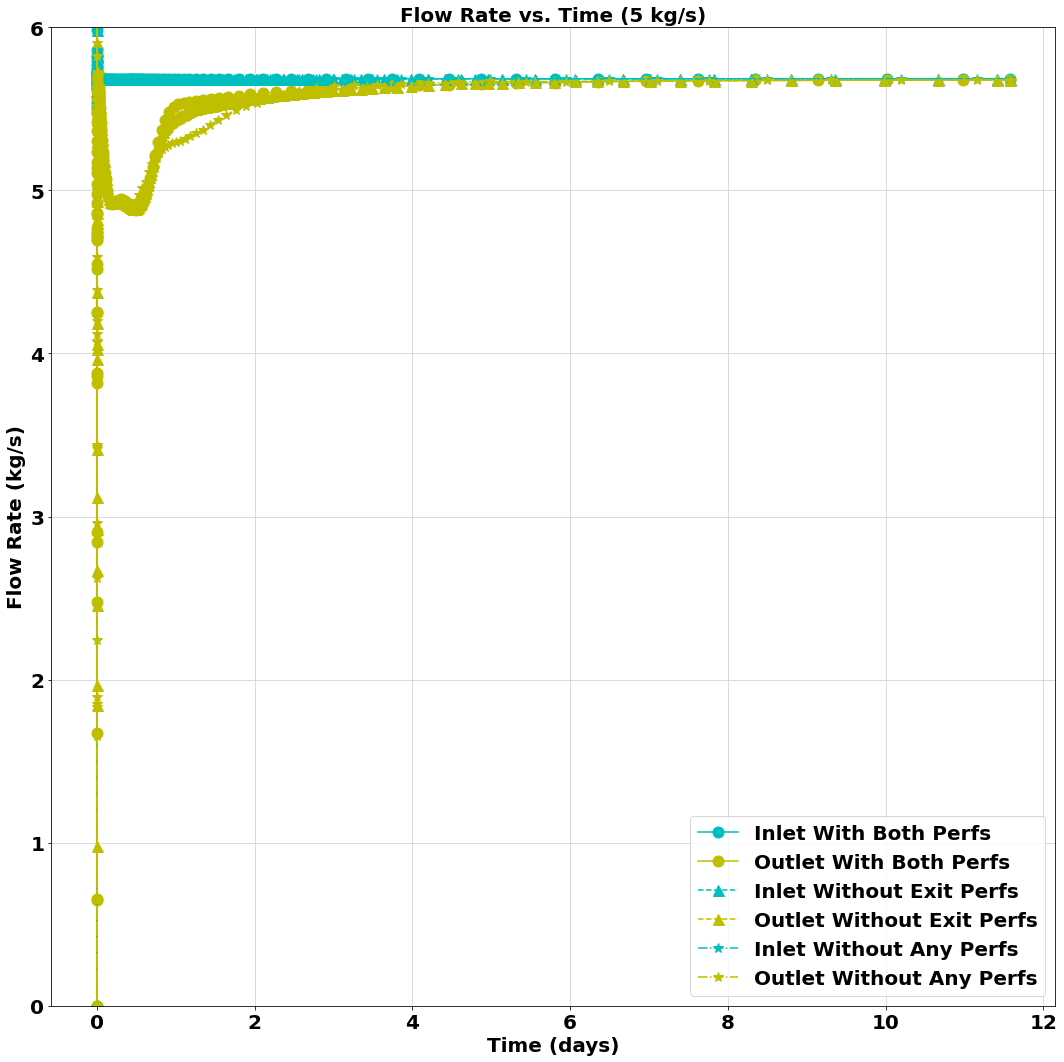 Flow Rate vs. Time (5 kg/s)
6
5
4
3
2
1
0
Flow Rate (kg/s)
0 2 4 6 8 10 12
Time (days)
Inlet With Both Perfs
Outlet With Both Perfs
Inlet Without Exit Perfs
Outlet Without Exit Perfs
Inlet Without Any Perfs
Outlet Without Any Perfs